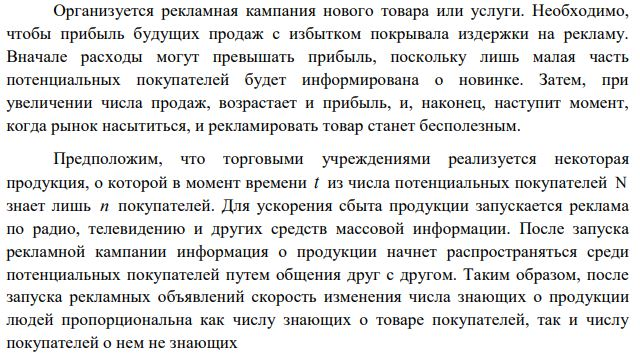 Организуется рекламная кампания нового товара или услуги. Необходимо,
чтобы прибыль будущих продаж с избытком покрывала издержки на рекламу.
Вначале расходы могут превышать прибыль, поскольку лишь малая часть
потенциальных покупателей будет информирована о новинке. Затем, при
увеличении числа продаж, возрастает и прибыль, и, наконец, наступит момент,
когда рынок насытиться, и рекламировать товар станет бесполезным.
Предположим, что торговыми учреждениями реализуется некоторая
продукция, о которой в момент времени t из числа потенциальных покупателей N
знает лишь n покупателей. Для ускорения сбыта продукции запускается реклама
по радио, телевидению и других средств массовой информации. После запуска
рекламной кампании информация о продукции начнет распространяться среди
потенциальных покупателей путем общения друг с другом. Таким образом, после
запуска рекламных объявлений скорость изменения числа знающих о продукции
людей пропорциональна как числу знающих о товаре покупателей, так и числу
покупателей о нем не знающих